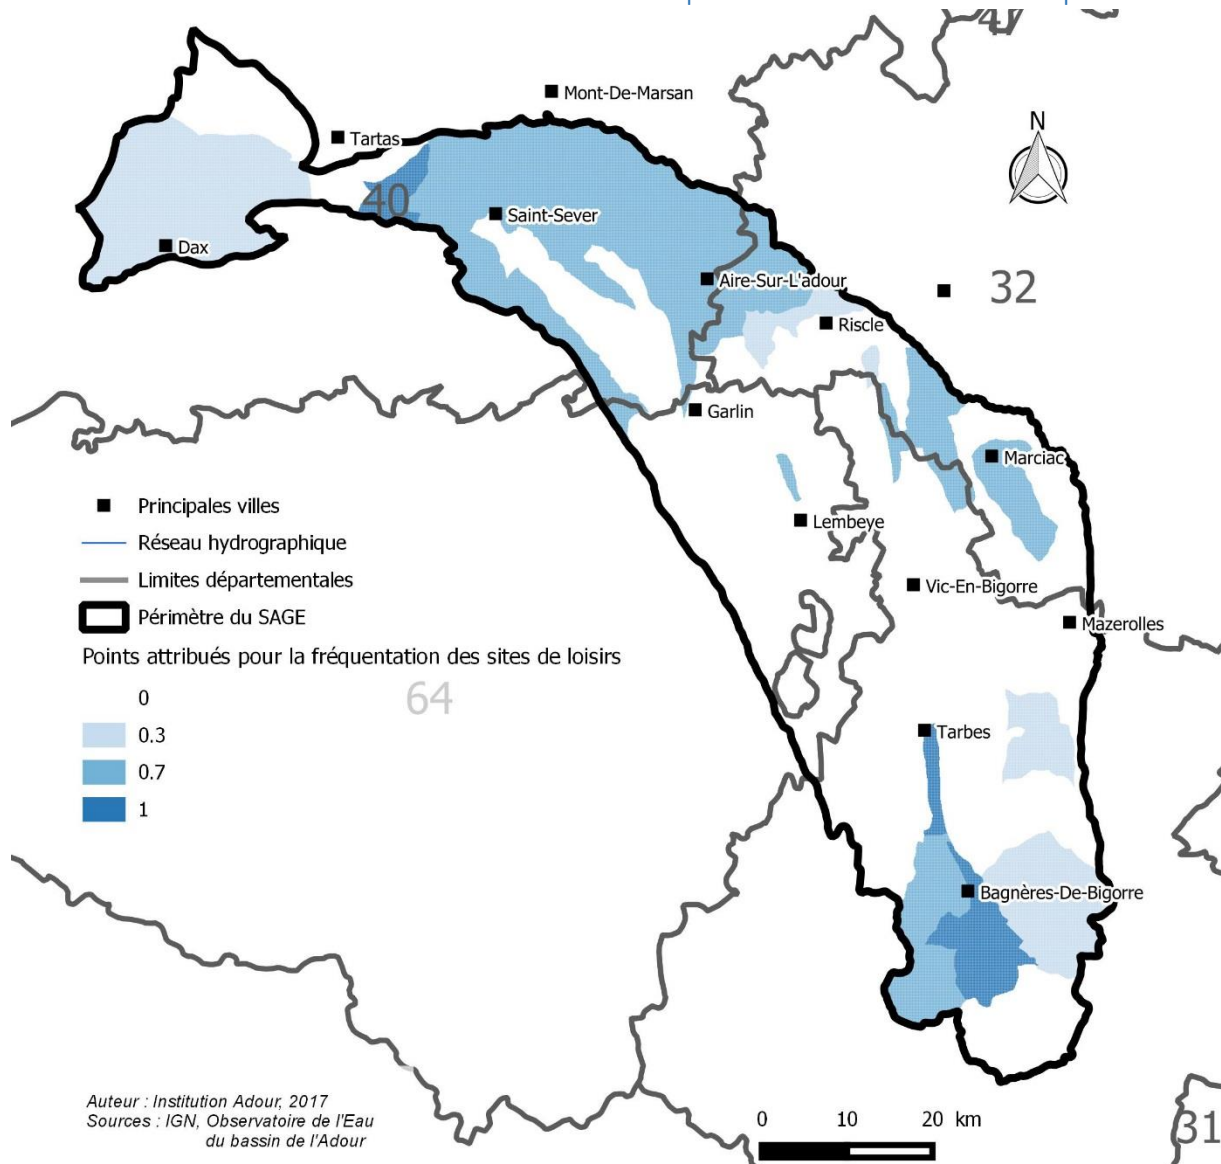 47
Mont-De-Marsan
N
Tartas
40
Saint-Sever
Dax
Aire-Sur-L'adour
32
Riscle
Garlin
Marciac
Principales villes
Lembeye
Réseau hydrographique
Limites départementales
Vic-En-Bigorre
Périmètre du SAGE
Mazerolles
Points attribués pour la fréquentation des sites de loisirs
64
0
0.3
Tarbes
0.7
1
Bagnères-De-Bigorre
Auteur : Institution Adour, 2017
Sources : IGN, Observatoire de l'Eau
du bassin de l'Adour
0 10 20 km
31